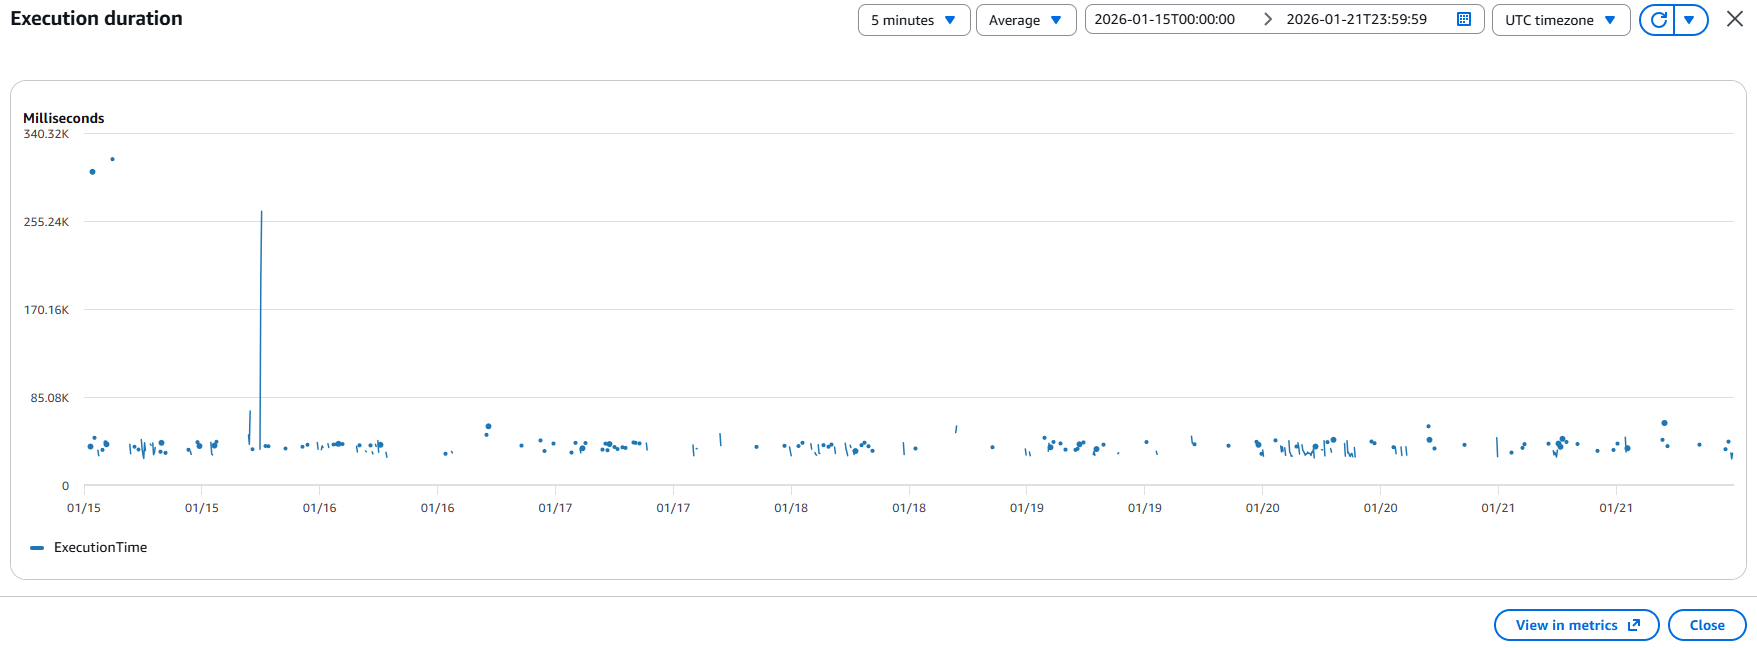 Execution duration
5 minutes
Average
2026-01-15T00:00:00
2026-01-21T23:59:59
UTC timezone
Milliseconds
340.32K
255.24K
170.16K
85.08K
0
01/15 01/15 01/16 01/16 01/17 01/17 01/18 01/18 01/19 01/19 01/20 01/20 01/21 01/21
ExecutionTime
View in metrics
Close